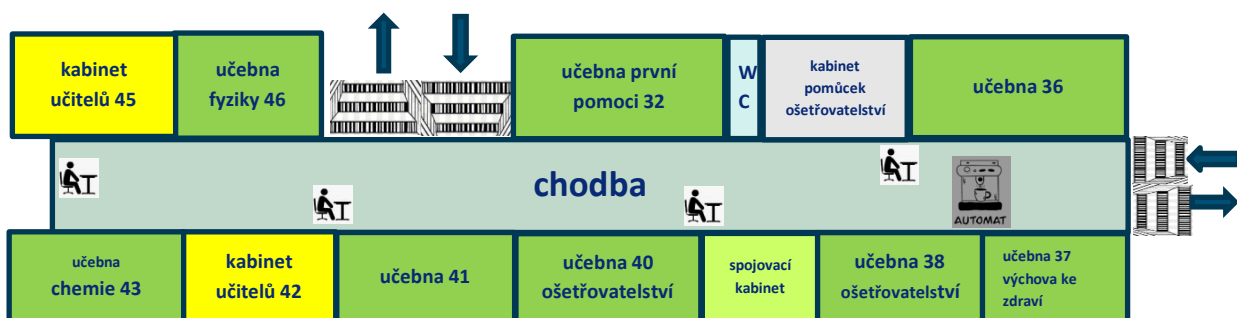 kabinet
učitelů 45
učebna
fyziky 46
učebna první
pomoci 32
W
C
kabinet
pomůcek
ošetřovatelství
učebna 36
chodba
AUTOMAT
učebna
chemie 43
kabinet
učitelů 42
učebna 41
učebna 40
ošetřovatelství
spojovací
kabinet
učebna 38
ošetřovatelství
učebna 37
výchova ke
zdraví